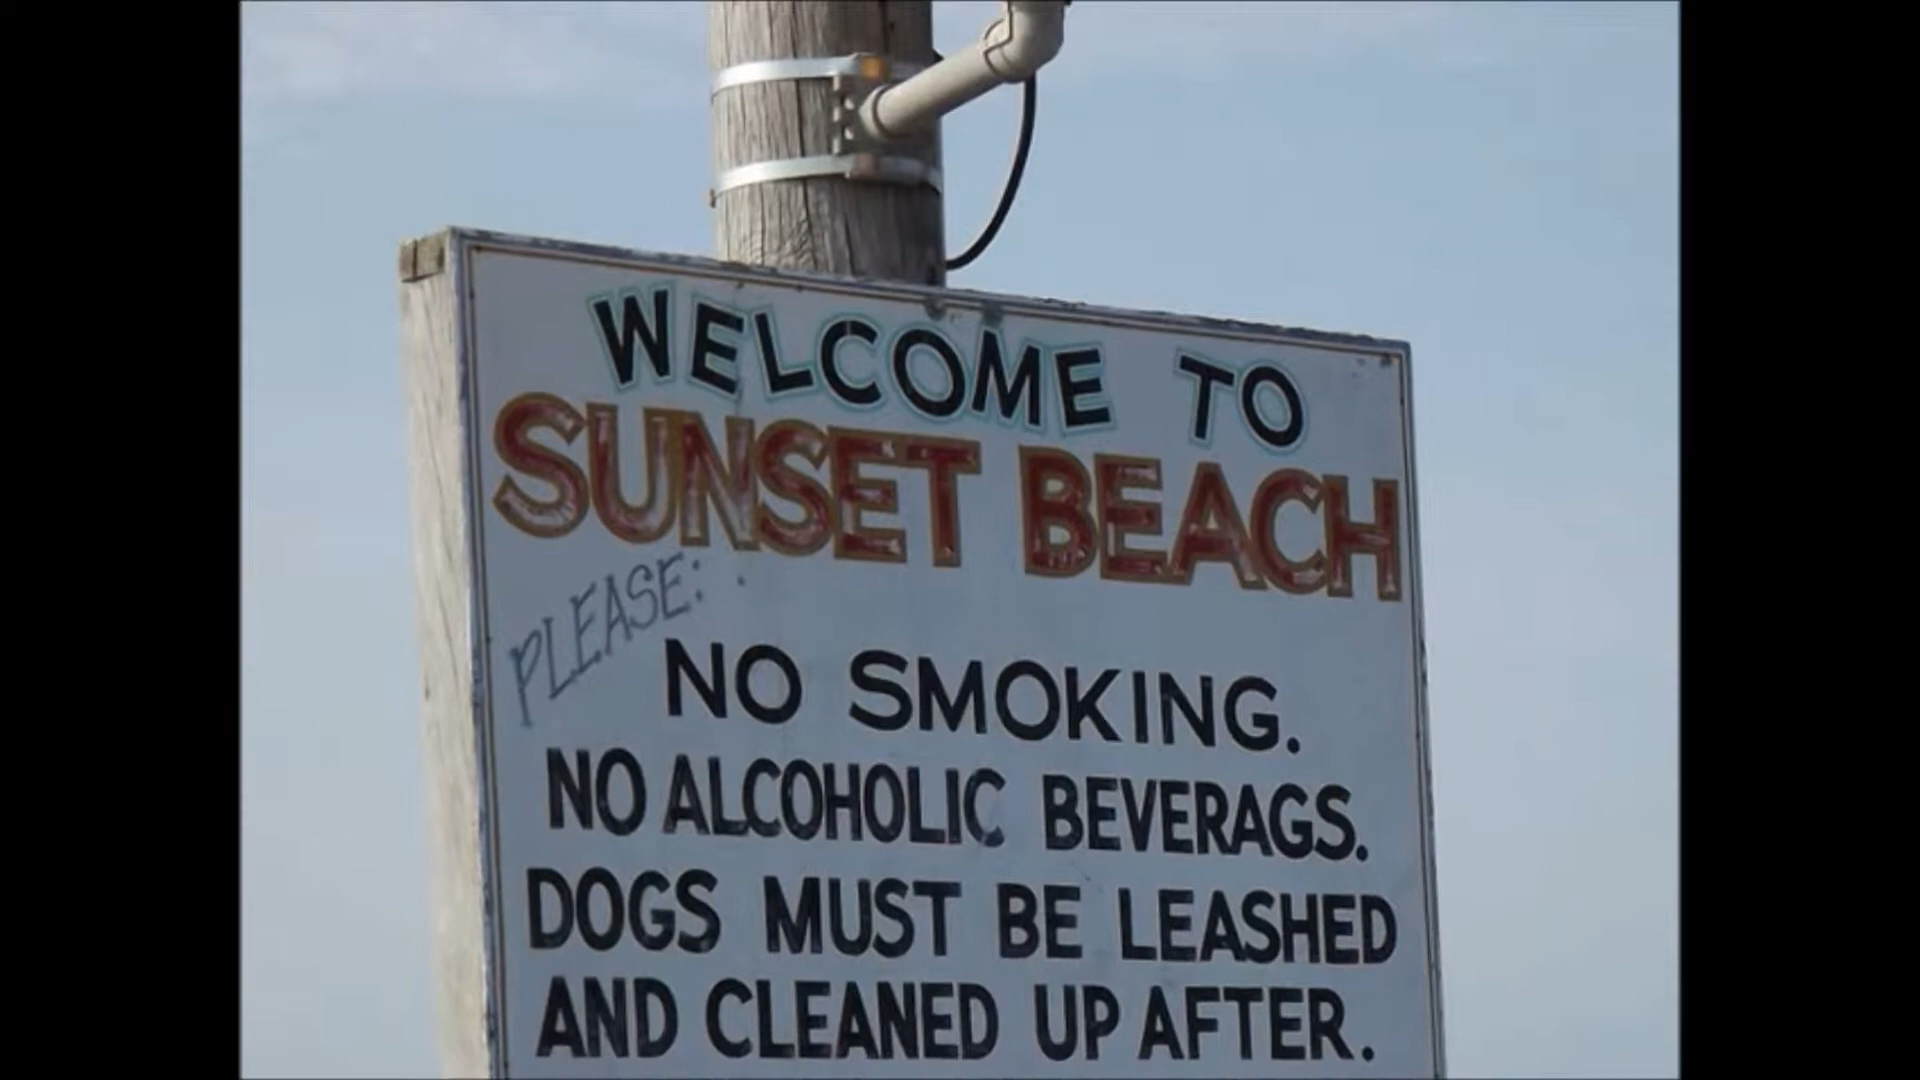 WELCOME TO
SUNSET BEACH
PLEASE:
NO SMOKING.
NO ALCOHOLIC BEVERAGS.
DOGS MUST BE LEASHED
AND CLEANED UP AFTER.